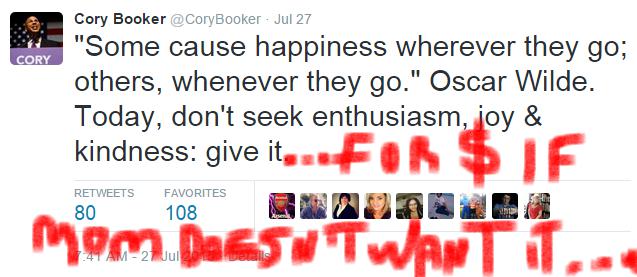 Cory Booker @CoryBooker · Jul 27
"Some cause happiness wherever they go;
others, whenever they go." Oscar Wilde.
Today, don't seek enthusiasm, joy &
kindness: give it.
...FOR $ IF
RETWEETS FAVORITES
80 108
MOM DOESN'T WANT IT....
7:41 AM - 27 Jul 2015 Details
CORY
Arsenal